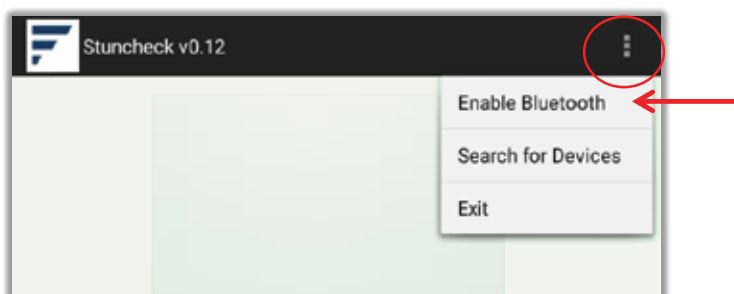 Stuncheck v0.12
Enable Bluetooth
Search for Devices
Exit